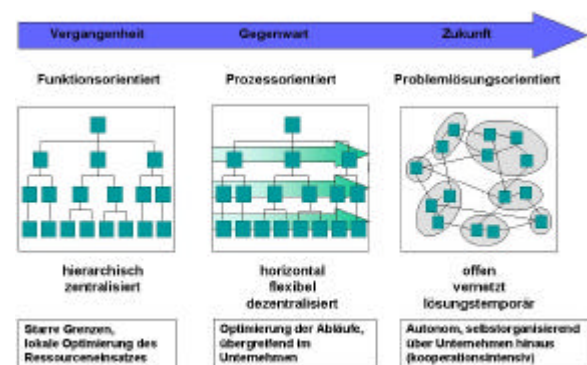 Vergangenheit
Gegenwart
Zukunft
Funktionsorientiert
Prozessorientiert
Problemlösungsorientiert
hierarchisch
zentralisiert
horizontal
flexibel
dezentralisiert
offen
vernetzt
lösungstemporär
Starre Grenzen,
lokale Optimierung des
Ressourceneinsatzes
Optimierung der Abläufe,
übergreifend im
Unternehmen
Autonom, selbstorganisierend
über Unternehmen hinaus
(kooperationsintensiv)